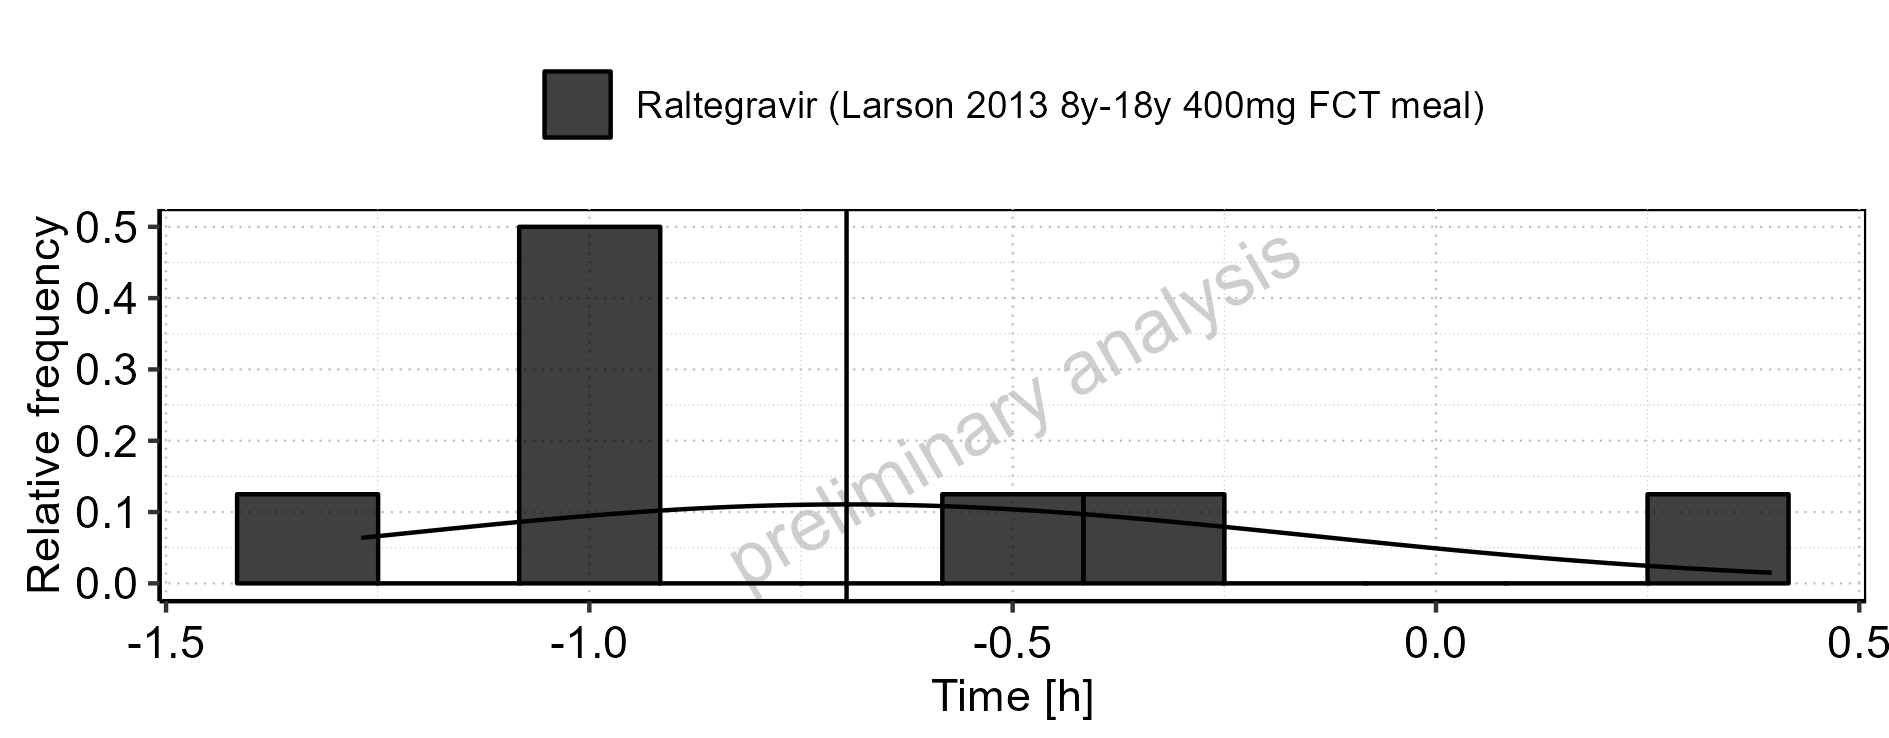 Raltegravir (Larson 2013 8y-18y 400mg FCT meal)
Relative frequency
0.5
0.4
0.3
0.2
0.1
0.0
preliminary analysis
-1.5 -1.0 -0.5 0.0 0.5
Time [h]